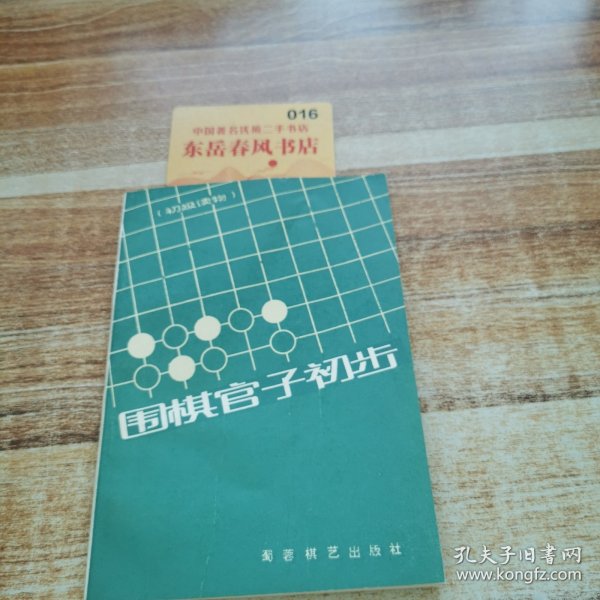 016
中国著名线熊二手书店
东岳春风书店
(初级读物)
围棋官子初步
蜀蓉棋艺出版社
孔夫子旧书网
www.kongfz.com